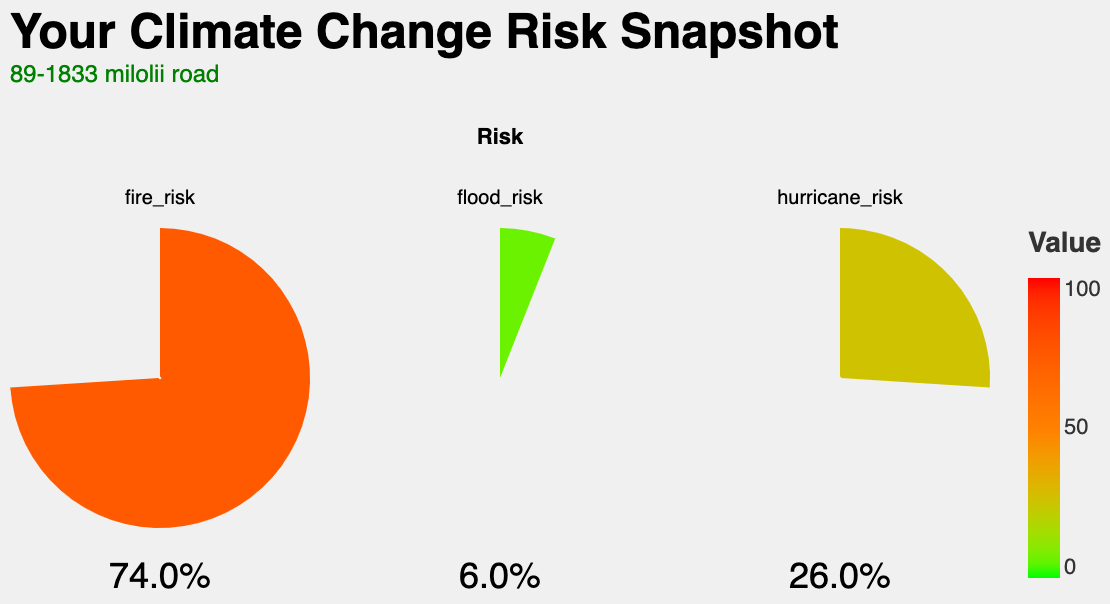 Your Climate Change Risk Snapshot
89-1833 milolii road
Risk
fire_risk
flood_risk
hurricane_risk
Value
100
50
0
74.0%
6.0%
26.0%